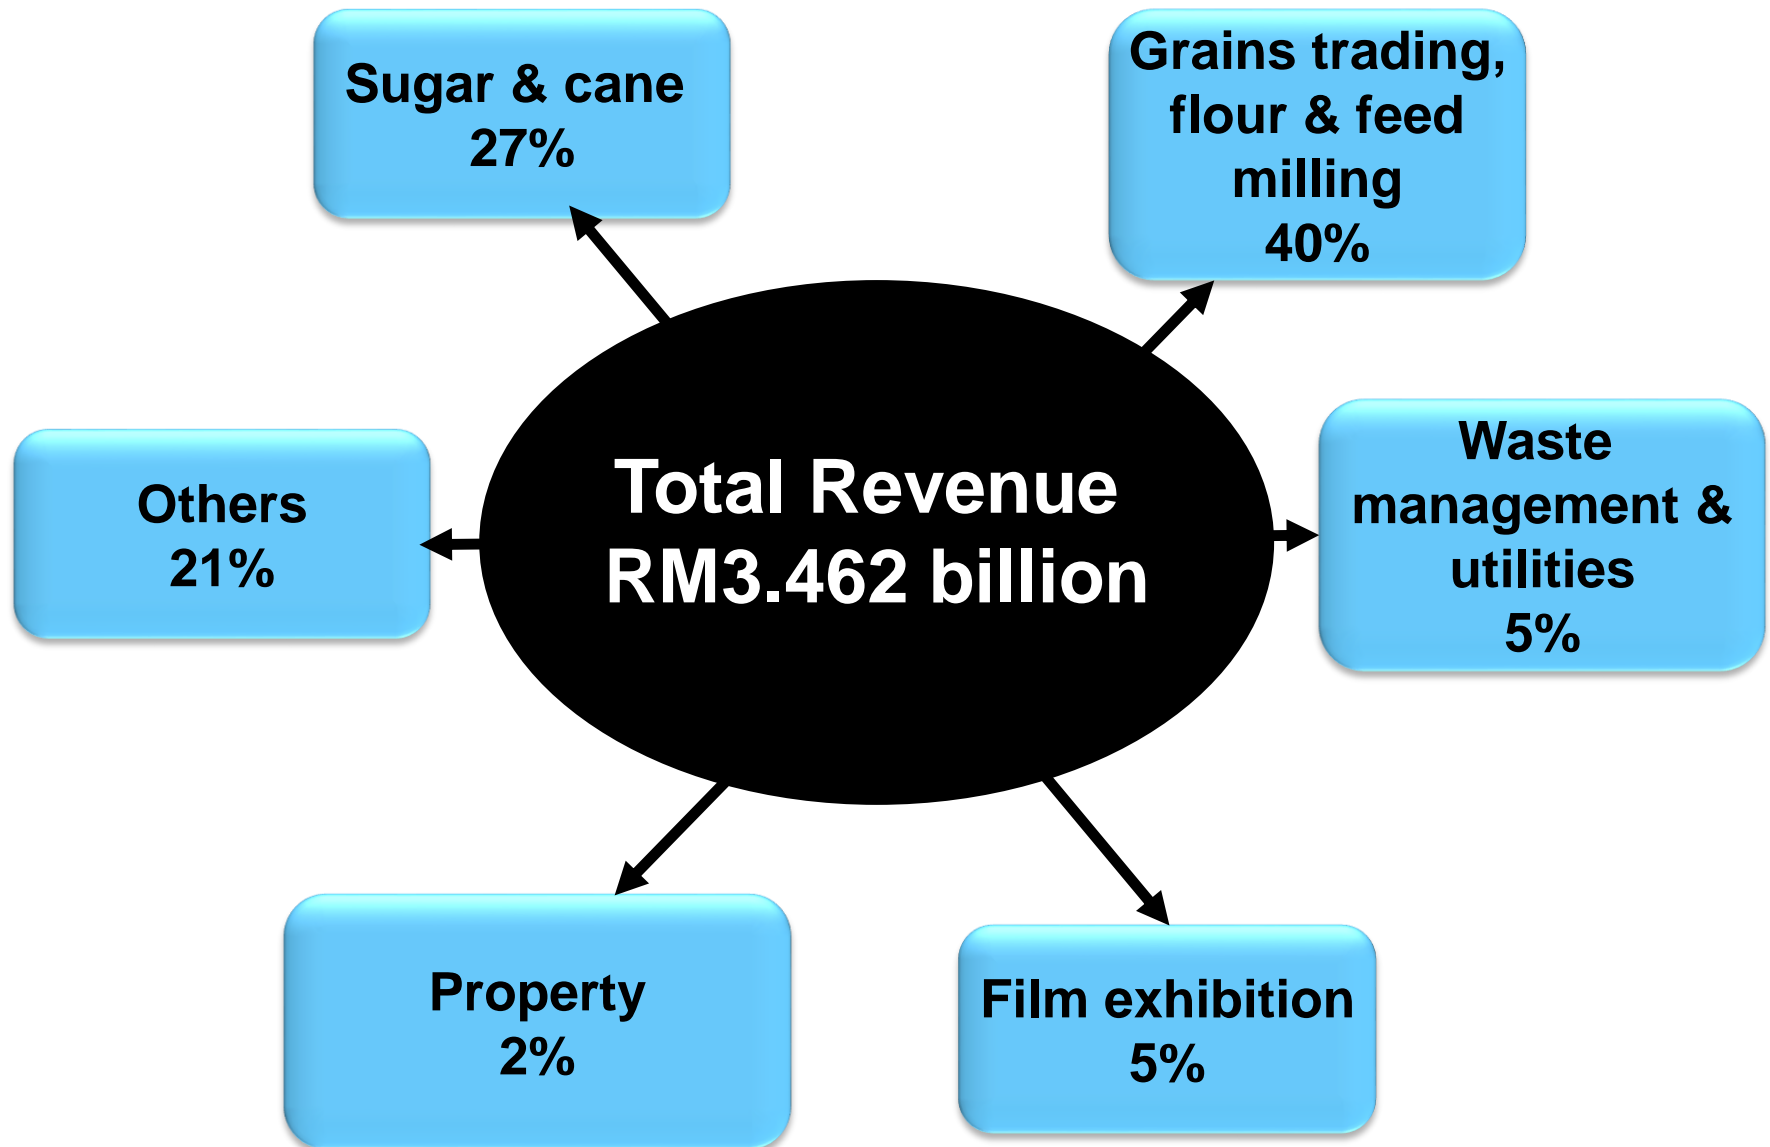 Sugar & cane
27%
Grains trading,
flour & feed
milling
40%
Others
21%
Total Revenue
RM3.462 billion
Waste
management &
utilities
5%
Property
2%
Film exhibition
5%